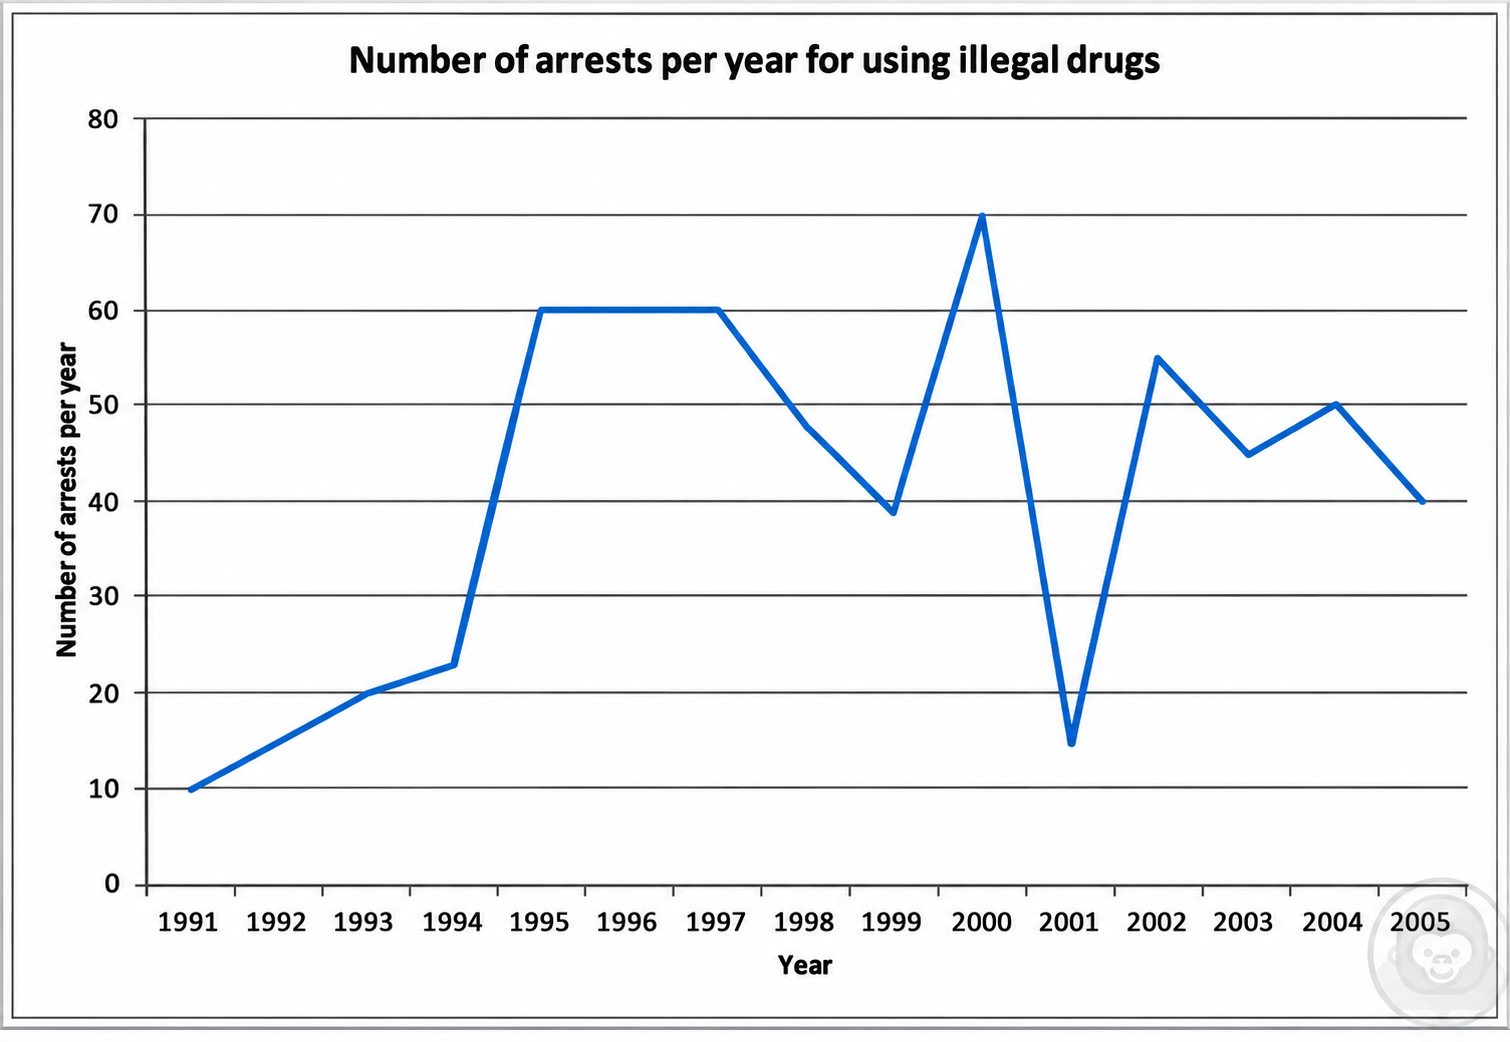 Number of arrests per year for using illegal drugs
80
70
60
50
40
30
20
10
0
Number of arrests per year
1991 1992 1993 1994 1995 1996 1997 1998 1999 2000 2001 2002 2003 2004 2005
Year